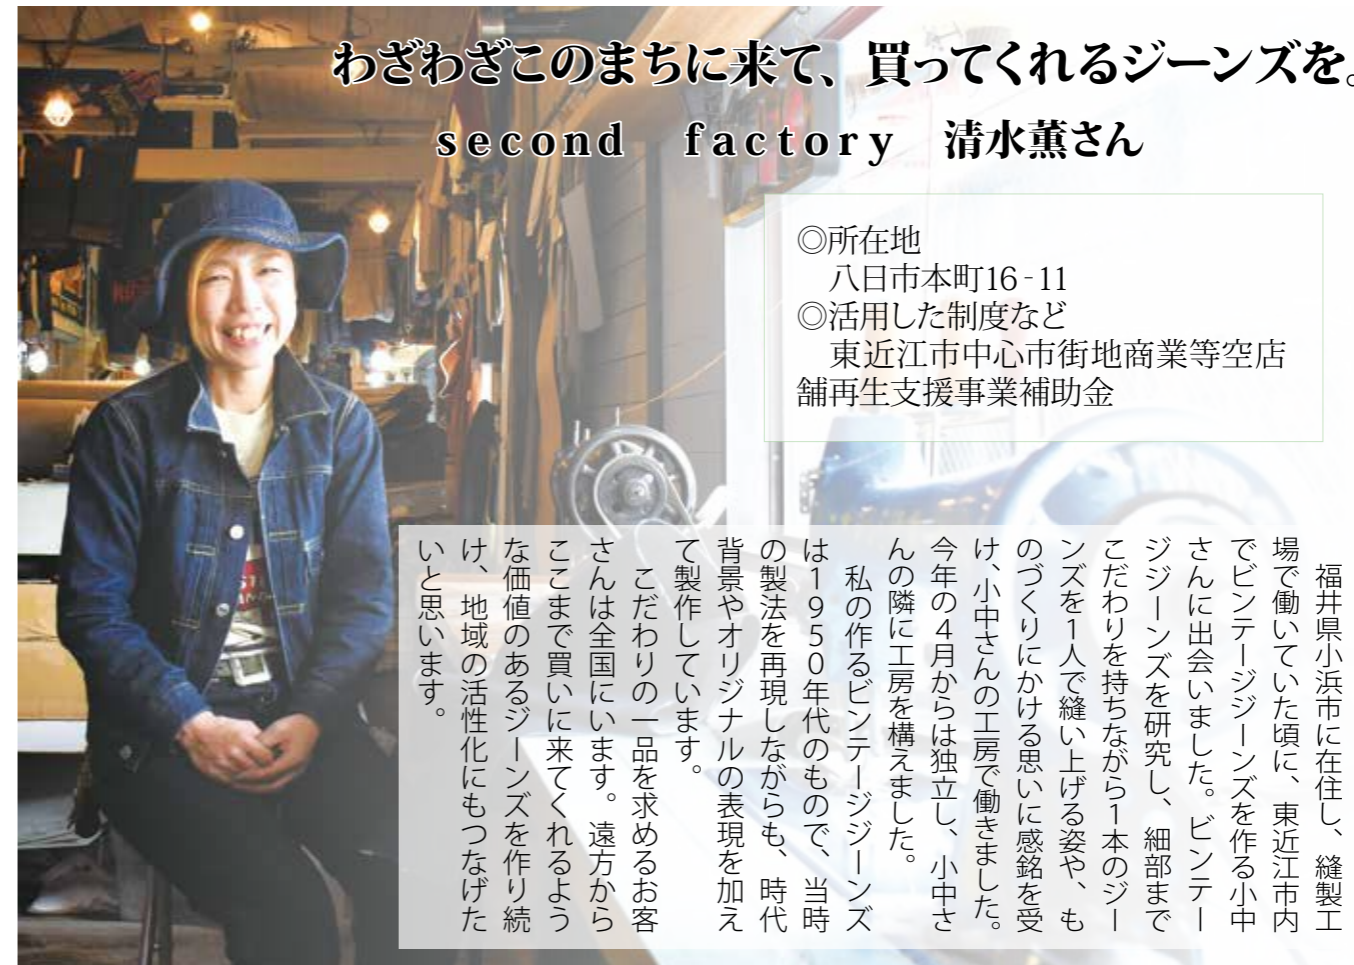 わざわざこのまちに来て、買ってくれるジーンズを。
second factory 清水薫さん
◎所在地
八日市本町16-11
◎活用した制度など
東近江市中心市街地商業等空店
舗再生支援事業補助金
福井県小浜市に在住し、縫製工
場で働いていた頃に、東近江市内
でビンテージジーンズを作る小中
さんに出会いました。ビンテー
ジジーンズを研究し、細部まで
こだわりを持ちながら1本のジー
ンズを1人で縫い上げる姿や、も
のづくりにかける思いに感銘を受
け、小中さんの工房で働きました。
今年の4月からは独立し、小中さ
んの隣に工房を構えました。
私の作るビンテージジーンズ
は1950年代のもので、当時
の製法を再現しながらも、時代
背景やオリジナルの表現を加え
て製作しています。
こだわりの一品を求めるお客
さんは全国にいます。遠方から
ここまで買いに来てくれるよう
な価値のあるジーンズを作り続
け、地域の活性化にもつなげた
いと思います。